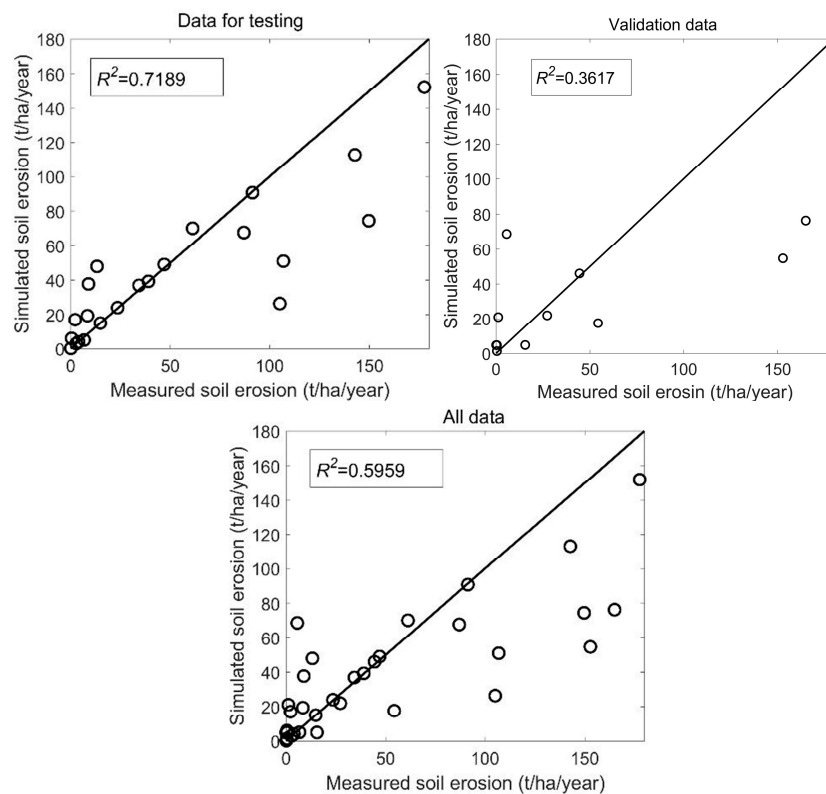 Data for testing
R²=0.7189
Simulated soil erosion (t/ha/year)
180
160
140
120
100
80
60
40
20
0
0 50 100 150
Measured soil erosion (t/ha/year)
Validation data
R²=0.3617
Simulated soil erosion (t/ha/year)
180
160
140
120
100
80
60
40
20
0
0 50 100 150
Measured soil erosin (t/ha/year)
All data
R²=0.5959
Simulated soil erosion (t/ha/year)
180
160
140
120
100
80
60
40
20
0
0 50 100 150
Measured soil erosion (t/ha/year)